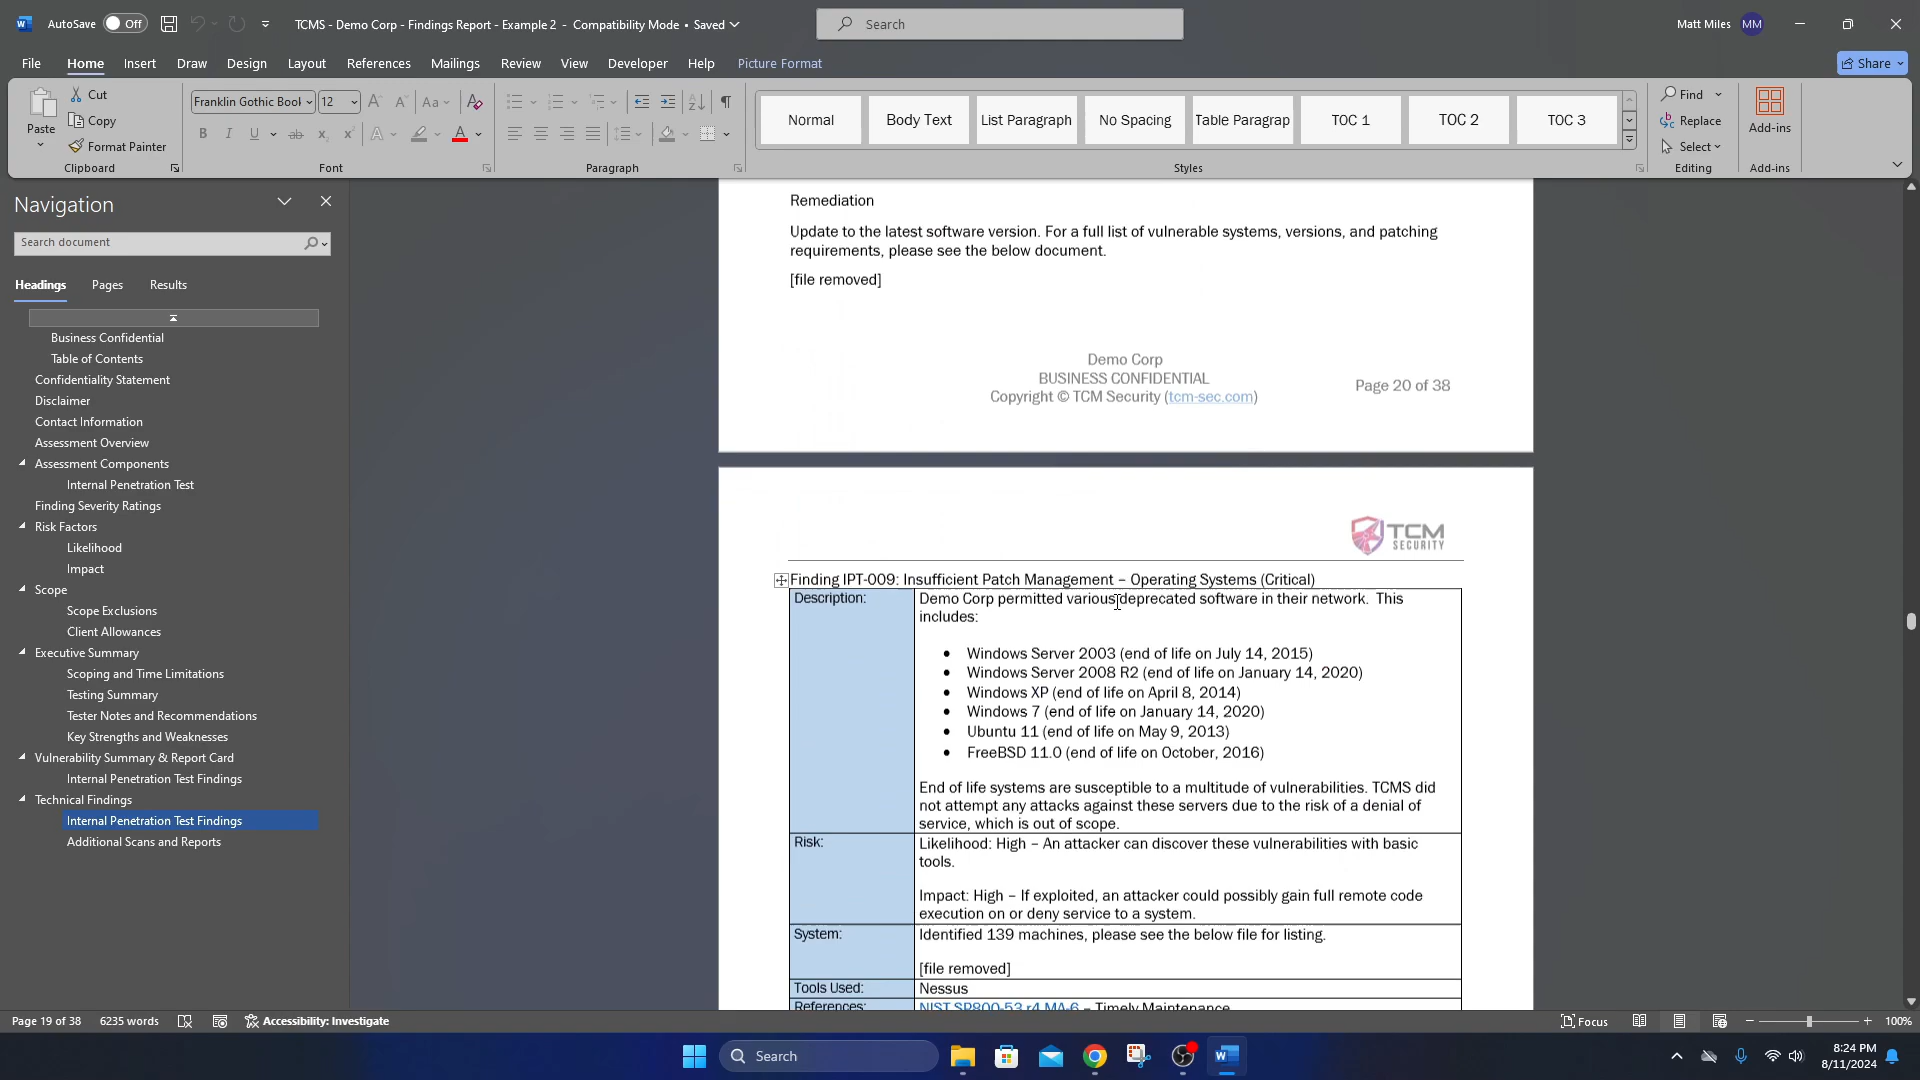 AutoSave Off TCMS - Demo Corp - Findings Report - Example 2 - Compatibility Mode • Saved Search Matt Miles MM
File Home Insert Draw Design Layout References Mailings Review View Developer Help Picture Format Share
Paste Cut Copy Format Painter
Clipboard
Franklin Gothic Bool 12
Font
Paragraph
Normal Body Text List Paragraph No Spacing Table Paragrap TOC 1 TOC 2 TOC 3
Styles
Find Replace Select
Editing
Add-ins
Add-ins
Navigation
Search document
Headings Pages Results
Business Confidential
Table of Contents
Confidentiality Statement
Disclaimer
Contact Information
Assessment Overview
Assessment Components
Internal Penetration Test
Finding Severity Ratings
Risk Factors
Likelihood
Impact
Scope
Scope Exclusions
Client Allowances
Executive Summary
Scoping and Time Limitations
Testing Summary
Tester Notes and Recommendations
Key Strengths and Weaknesses
Vulnerability Summary & Report Card
Internal Penetration Test Findings
Technical Findings
Internal Penetration Test Findings
Additional Scans and Reports
Remediation
Update to the latest software version. For a full list of vulnerable systems, versions, and patching
requirements, please see the below document.
[file removed]
Demo Corp
BUSINESS CONFIDENTIAL
Copyright © TCM Security (tcm-sec.com)
Page 20 of 38
TCM
SECURITY
Finding IPT-009: Insufficient Patch Management – Operating Systems (Critical)
Description: Demo Corp permitted various deprecated software in their network. This
includes:
• Windows Server 2003 (end of life on July 14, 2015)
• Windows Server 2008 R2 (end of life on January 14, 2020)
• Windows XP (end of life on April 8, 2014)
• Windows 7 (end of life on January 14, 2020)
• Ubuntu 11 (end of life on May 9, 2013)
• FreeBSD 11.0 (end of life on October, 2016)
End of life systems are susceptible to a multitude of vulnerabilities. TCMS did
not attempt any attacks against these servers due to the risk of a denial of
service, which is out of scope.
Risk: Likelihood: High – An attacker can discover these vulnerabilities with basic
tools.
Impact: High – If exploited, an attacker could possibly gain full remote code
execution on or deny service to a system.
System: Identified 139 machines, please see the below file for listing.
[file removed]
Tools Used: Nessus
References: NIST SP800-53 r4 MA-6 – Timely Maintenance
Page 19 of 38 6235 words Accessibility: Investigate Focus 100%
Search
8:24 PM
8/11/2024